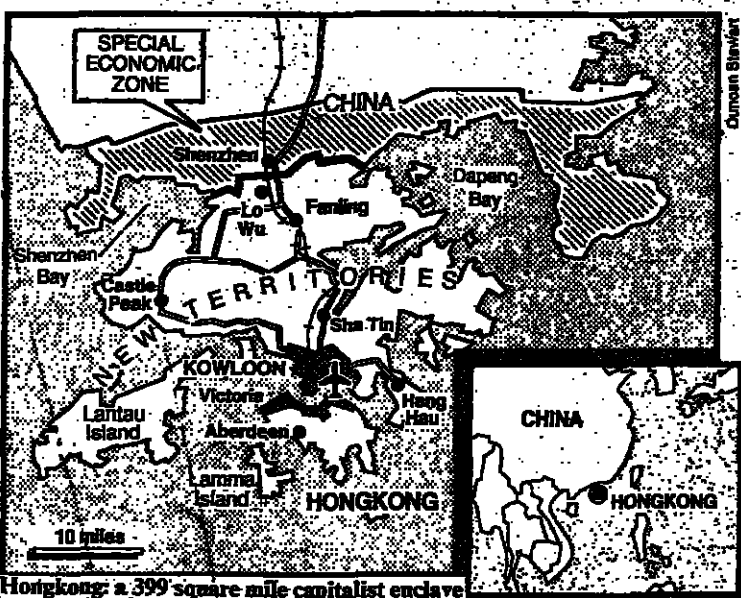 SPECIAL
ECONOMIC
ZONE
CHINA
Shenzhen
Dapeng
Bay
Lo
Wu
Fanling
Shenzhen
Bay
Castle
Peak
NEW TERRITORIES
Sha Tin
KOWLOON
Victoria
Hang
Hau
Lantau
Island
Aberdeen
Lamma
Island
HONGKONG
10 miles
CHINA
HONGKONG
Duncan Stewart
Hongkong: a 399 square mile capitalist enclave